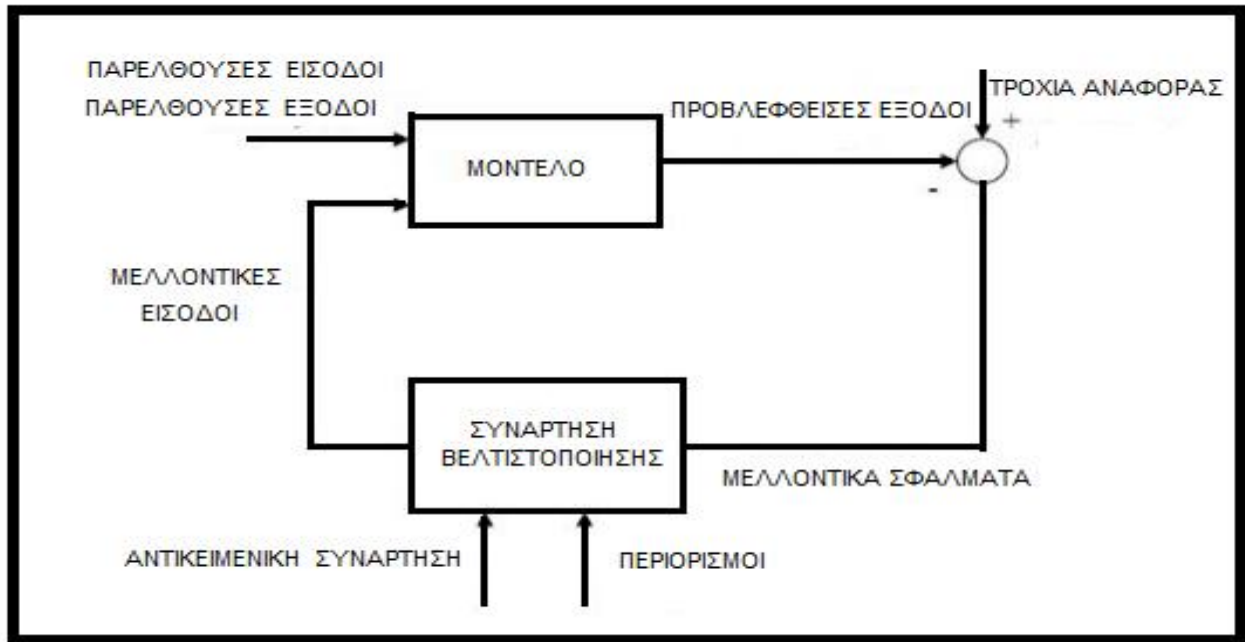 ΠΑΡΕΛΘΟΥΣΕΣ ΕΙΣΟΔΟΙ
ΠΑΡΕΛΘΟΥΣΕΣ ΕΞΟΔΟΙ
ΠΡΟΒΛΕΦΘΕΙΣΕΣ ΕΞΟΔΟΙ
ΤΡΟΧΙΑ ΑΝΑΦΟΡΑΣ
+
ΜΟΝΤΕΛΟ
-
ΜΕΛΛΟΝΤΙΚΕΣ
ΕΙΣΟΔΟΙ
ΣΥΝΑΡΤΗΣΗ
ΒΕΛΤΙΣΤΟΠΟΙΗΣΗΣ
ΜΕΛΛΟΝΤΙΚΑ ΣΦΑΛΜΑΤΑ
ΑΝΤΙΚΕΙΜΕΝΙΚΗ ΣΥΝΑΡΤΗΣΗ
ΠΕΡΙΟΡΙΣΜΟΙ